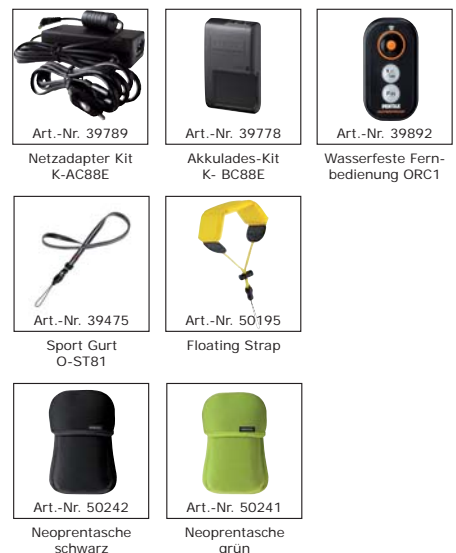 Art.-Nr. 39789
Netzadapter Kit
K-AC88E
Art.-Nr. 39778
Akkulades-Kit
K- BC88E
PENTAX
Art.-Nr. 39892
Wasserfeste Fern-
bedienung ORC1
Art.-Nr. 39475
Sport Gurt
O-ST81
Art.-Nr. 50195
Floating Strap
Art.-Nr. 50242
Neoprentasche
schwarz
Art.-Nr. 50241
Neoprentasche
grün